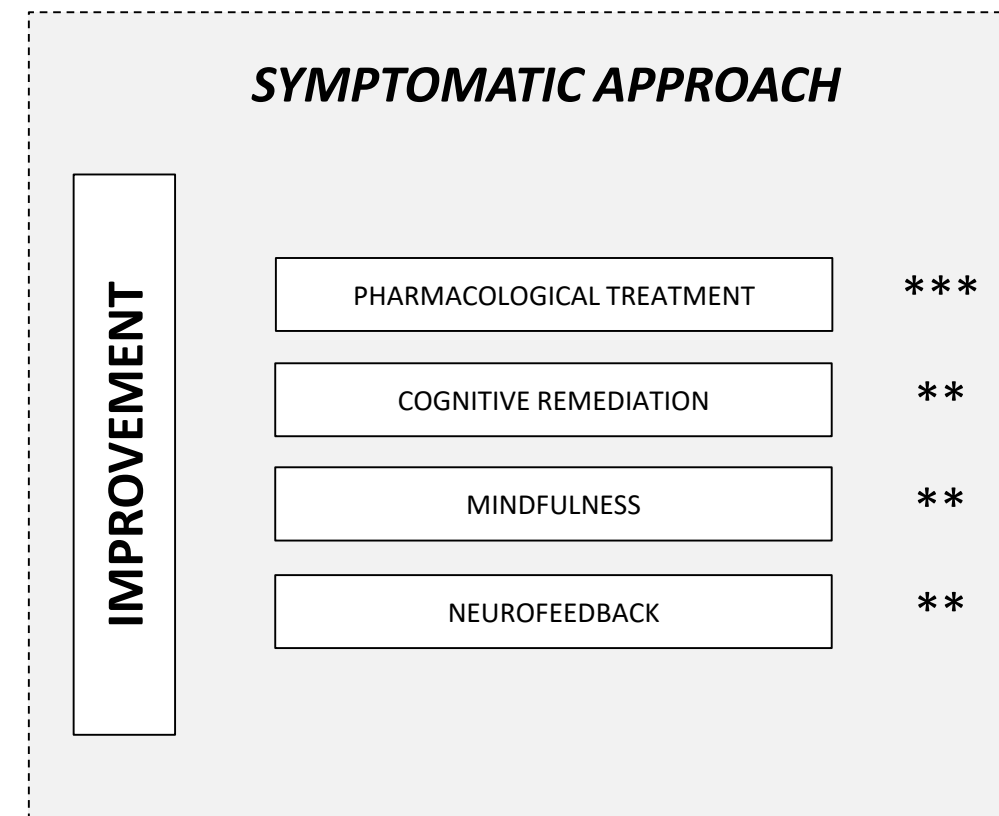 SYMPTOMATIC APPROACH
IMPROVEMENT
PHARMACOLOGICAL TREATMENT ***
COGNITIVE REMEDIATION **
MINDFULNESS **
NEUROFEEDBACK **